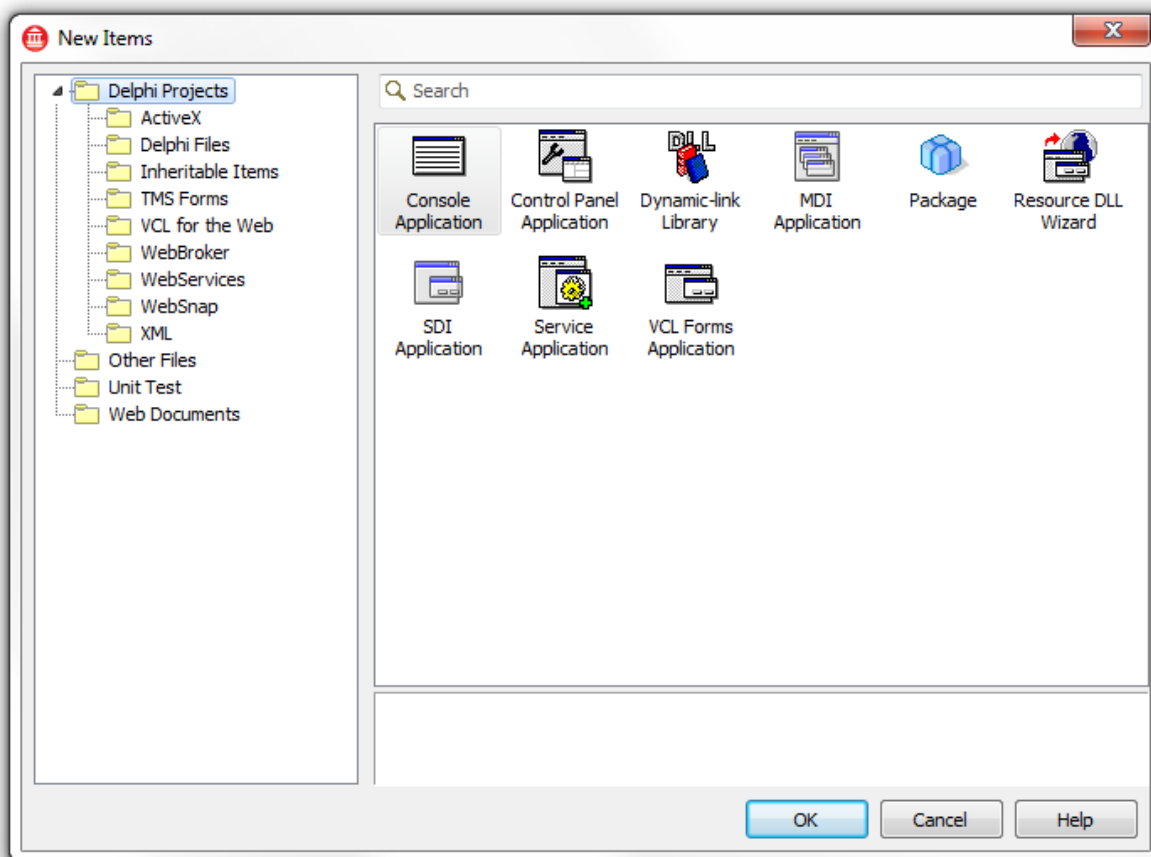 New Items
Delphi Projects
ActiveX
Delphi Files
Inheritable Items
TMS Forms
VCL for the Web
WebBroker
WebServices
WebSnap
XML
Other Files
Unit Test
Web Documents
Search
Console
Application
Control Panel
Application
DLL
Dynamic-link
Library
MDI
Application
Package
Resource DLL
Wizard
SDI
Application
Service
Application
VCL Forms
Application
OK
Cancel
Help